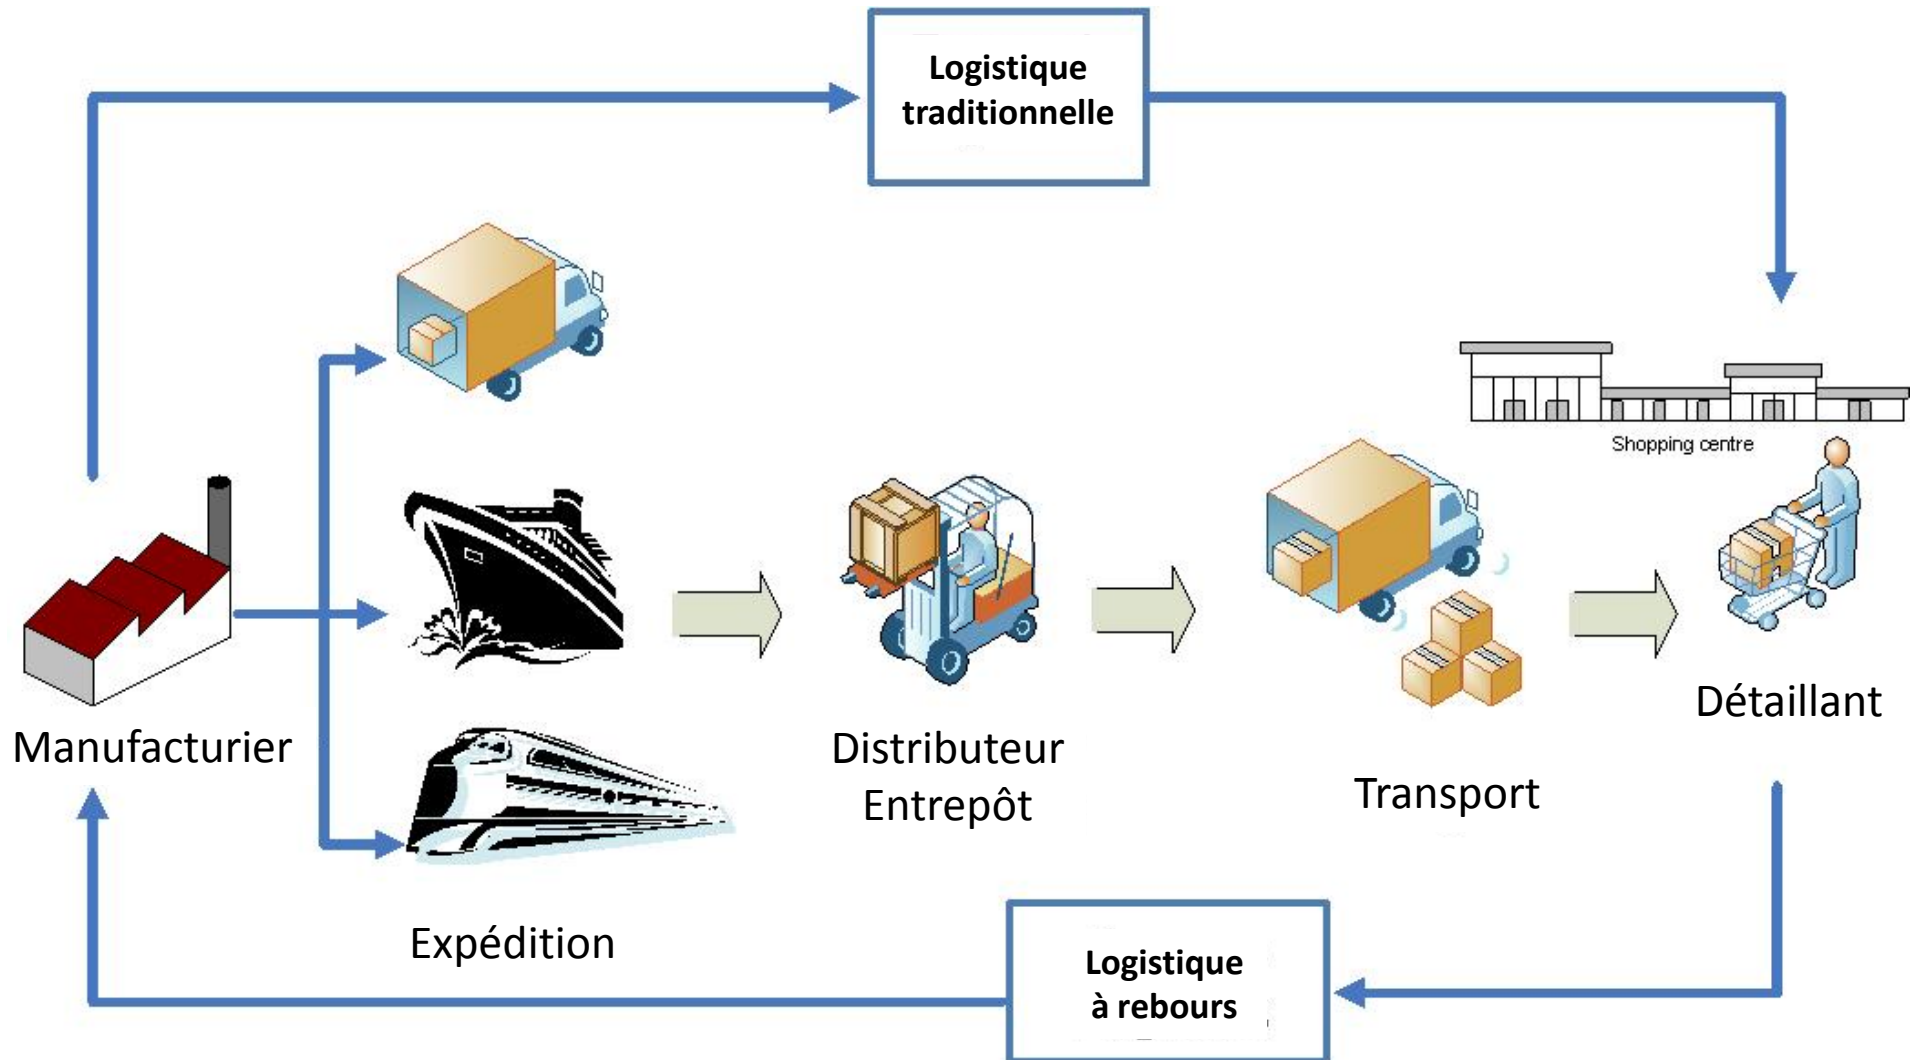 Logistique
traditionnelle
Shopping centre
Manufacturier
Expédition
Distributeur
Entrepôt
Transport
Détaillant
Logistique
à rebours